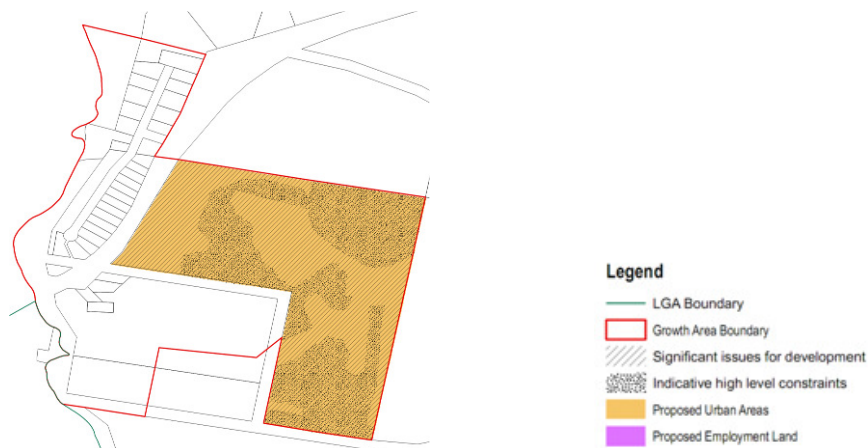 Legend
LGA Boundary
Growth Area Boundary
Significant issues for development
Indicative high level constraints
Proposed Urban Areas
Proposed Employment Land